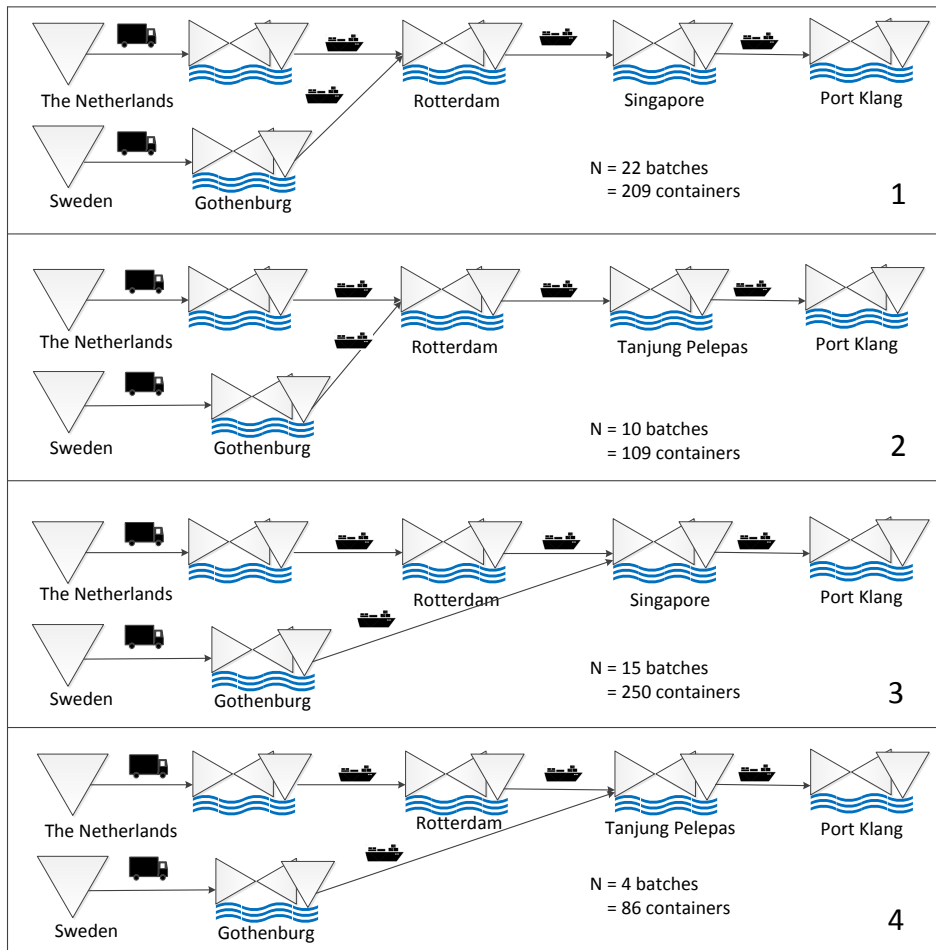 The Netherlands
Rotterdam
Singapore
Port Klang
Sweden
Gothenburg
N = 22 batches
= 209 containers
1
The Netherlands
Rotterdam
Tanjung Pelepas
Port Klang
Sweden
Gothenburg
N = 10 batches
= 109 containers
2
The Netherlands
Rotterdam
Singapore
Port Klang
Sweden
Gothenburg
N = 15 batches
= 250 containers
3
The Netherlands
Rotterdam
Tanjung Pelepas
Port Klang
Sweden
Gothenburg
N = 4 batches
= 86 containers
4